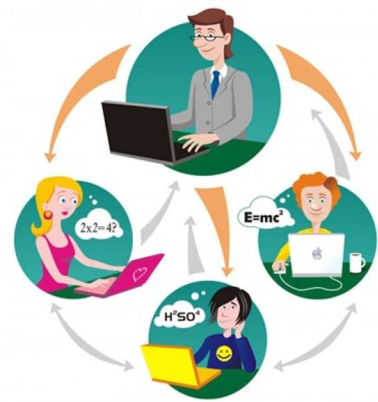 2x2=4?
E=mc²
H²SO⁴